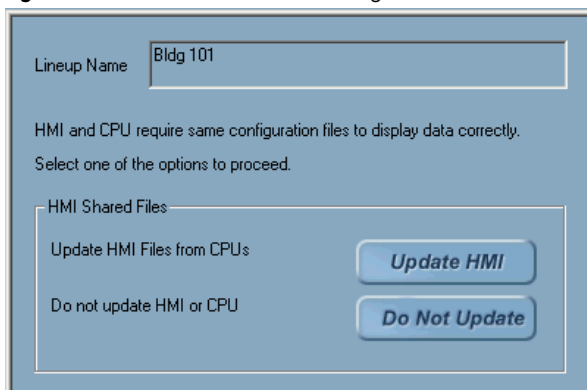 Lineup Name
Bldg 101
HMI and CPU require same configuration files to display data correctly.
Select one of the options to proceed.
HMI Shared Files
Update HMI Files from CPUs
Update HMI
Do not update HMI or CPU
Do Not Update